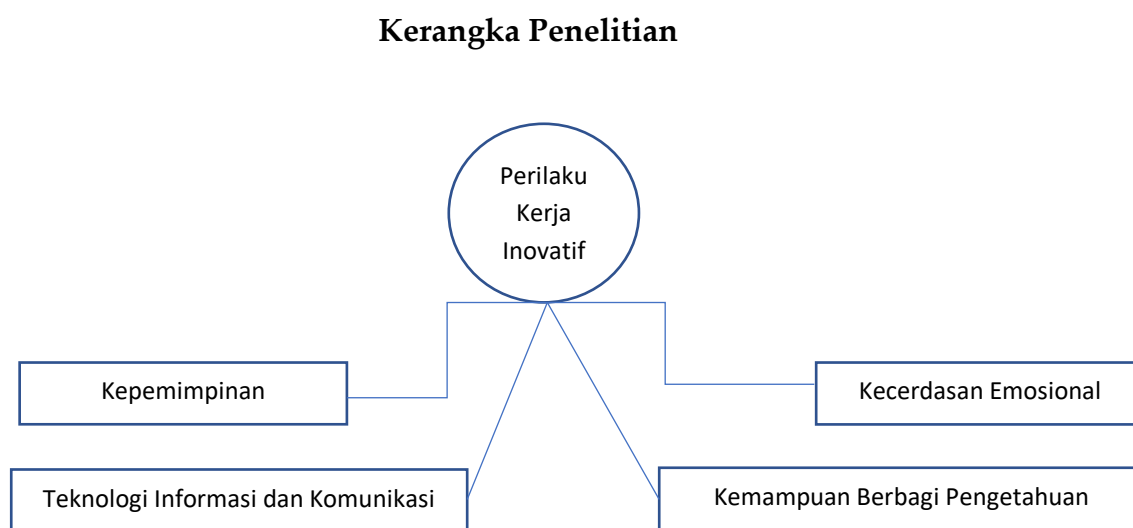 Kerangka Penelitian
Perilaku
Kerja
Inovatif
Kepemimpinan
Kecerdasan Emosional
Teknologi Informasi dan Komunikasi
Kemampuan Berbagi Pengetahuan